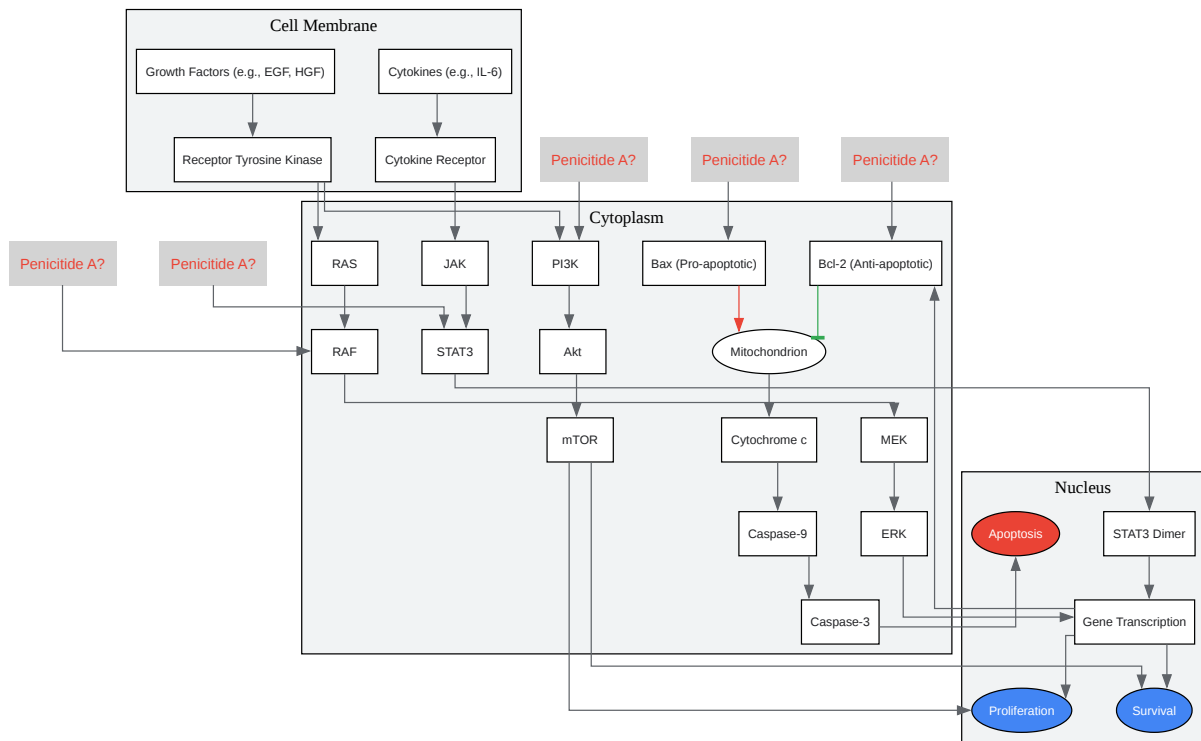 Cell Membrane
Growth Factors (e.g., EGF, HGF)
Cytokines (e.g., IL-6)
Receptor Tyrosine Kinase
Cytokine Receptor
Penicitide A?
Penicitide A?
Penicitide A?
Cytoplasm
Penicitide A?
Penicitide A?
RAS
JAK
PI3K
Bax (Pro-apoptotic)
Bcl-2 (Anti-apoptotic)
RAF
STAT3
Akt
Mitochondrion
mTOR
Cytochrome c
MEK
Nucleus
Caspase-9
ERK
Apoptosis
STAT3 Dimer
Caspase-3
Gene Transcription
Proliferation
Survival